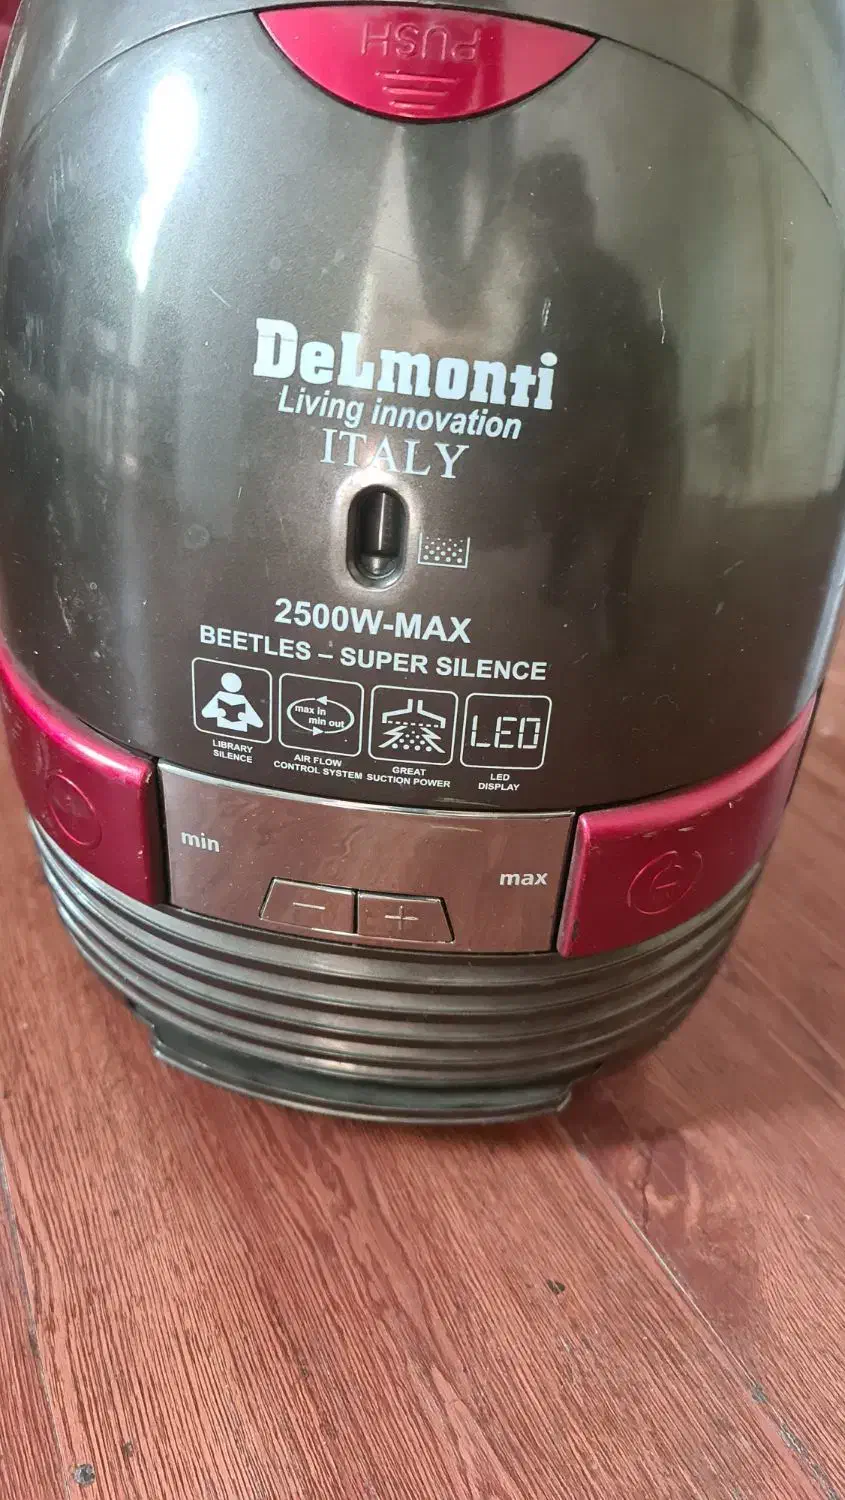 PUSH
DeLmonti
Living innovation
ITALY
2500W-MAX
BEETLES – SUPER SILENCE
max in
min out
LED
LIBRARY
SILENCE
AIR FLOW
CONTROL SYSTEM
GREAT
SUCTION POWER
LED
DISPLAY
min
max
− +